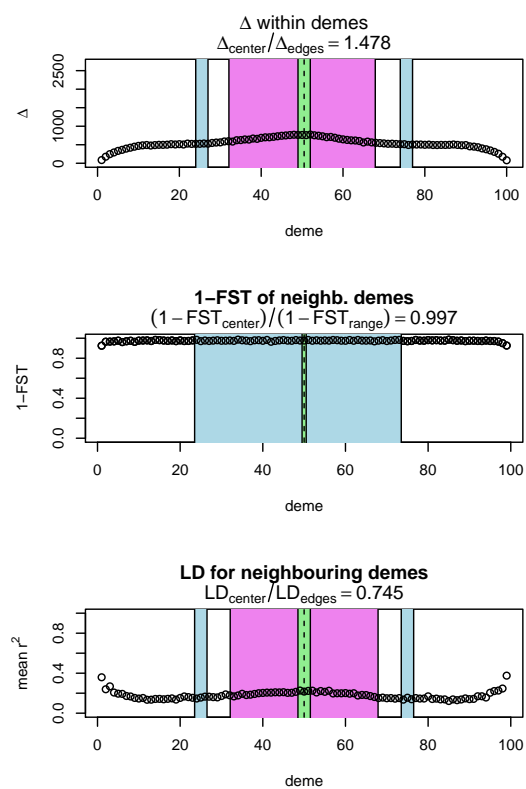 Δ within demes
Δcenter/Δedges = 1.478
2500
1000
0
Δ
0 20 40 60 80 100
deme
1−FST of neighb. demes
(1−FSTcenter)/(1−FSTrange) = 0.997
0.8
0.4
0.0
1−FST
0 20 40 60 80 100
deme
LD for neighbouring demes
LDcenter/LDedges = 0.745
0.8
0.4
0.0
mean r²
0 20 40 60 80 100
deme